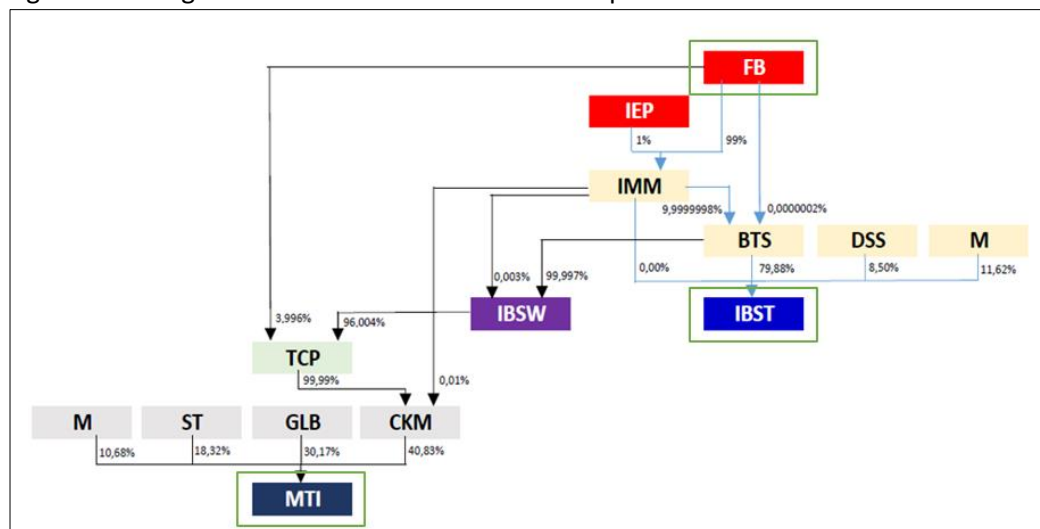 FB
IEP
1%
99%
IMM
9,9999998%
0,0000002%
BTS
DSS
M
0,003%
99,997%
0,00%
79,88%
8,50%
11,62%
IBSW
IBST
3,996%
96,004%
TCP
99,99%
0,01%
M
ST
GLB
CKM
10,68%
18,32%
30,17%
40,83%
MTI